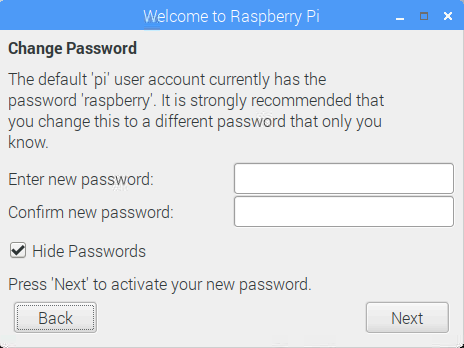 Welcome to Raspberry Pi
Change Password
The default 'pi' user account currently has the
password 'raspberry'. It is strongly recommended that
you change this to a different password that only you
know.
Enter new password:
Confirm new password:
Hide Passwords
Press 'Next' to activate your new password.
Back
Next